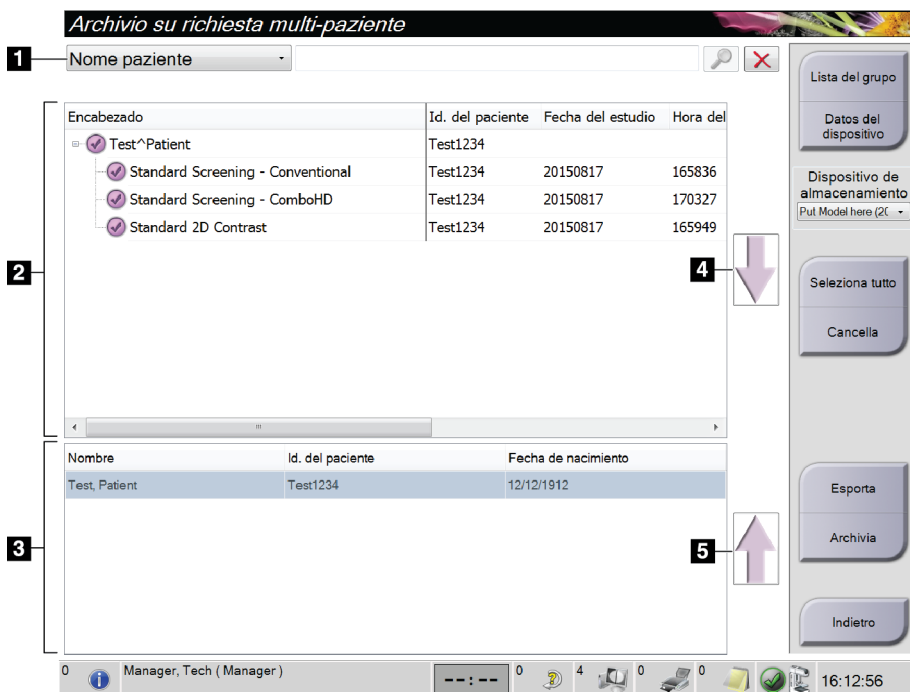 Archivio su richiesta multi-paziente
1
Nome paziente
Lista del grupo
Datos del
dispositivo
Dispositivo de
almacenamiento
Put Model here (20
Seleziona tutto
Cancella
2
Encabezado Id. del paciente Fecha del estudio Hora del
Test^Patient Test1234
Standard Screening - Conventional Test1234 20150817 165836
Standard Screening - ComboHD Test1234 20150817 170327
Standard 2D Contrast Test1234 20150817 165949
4
3
Nombre Id. del paciente Fecha de nacimiento
Test, Patient Test1234 12/12/1912
5
Esporta
Archivia
Indietro
0 Manager, Tech ( Manager ) --:-- 0 4 0 0 16:12:56